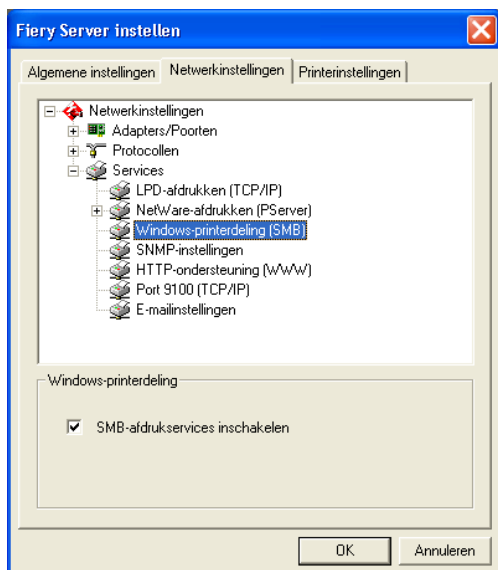 Fiery Server instellen
Algemene instellingen Netwerkinstellingen Printerinstellingen
Netwerkinstellingen
Adapters/Poorten
Protocollen
Services
LPD-afdrukken (TCP/IP)
NetWare-afdrukken (PServer)
Windows-printerdeling (SMB)
SNMP-instellingen
HTTP-ondersteuning (WWW)
Port 9100 (TCP/IP)
E-mailinstellingen
Windows-printerdeling
SMB-afdrukservices inschakelen
OK Annuleren